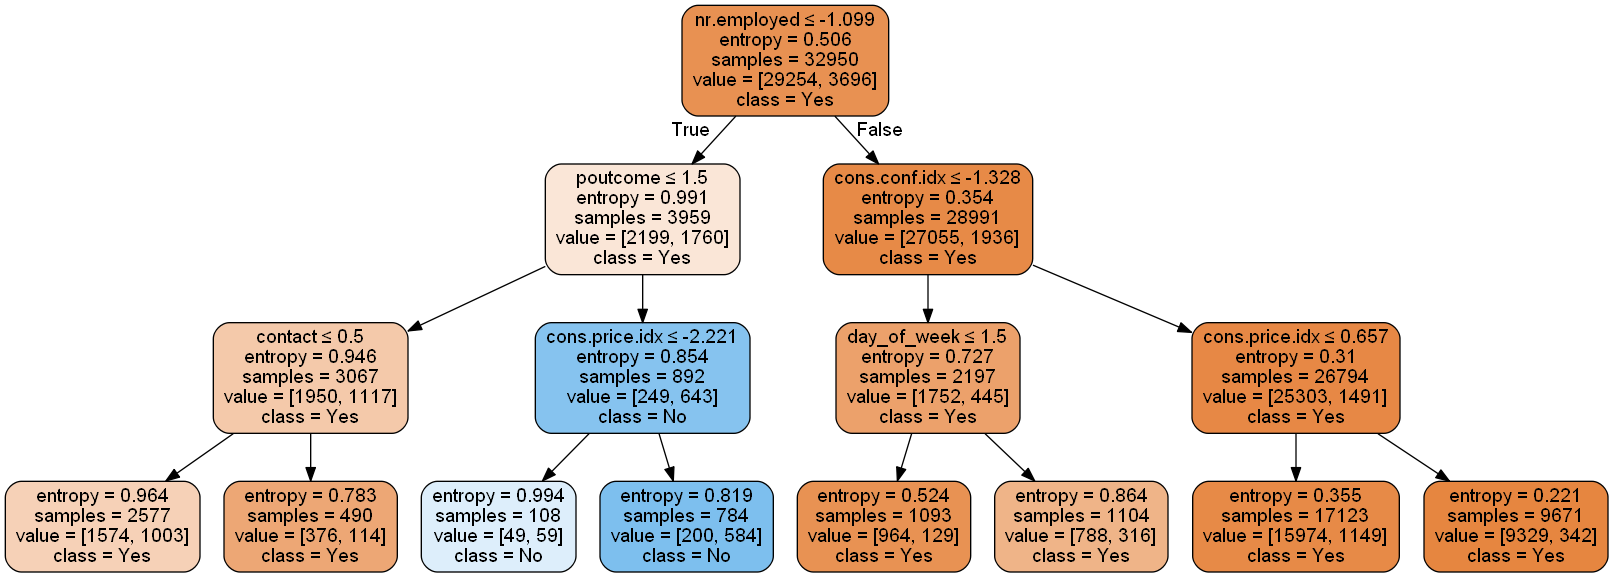 nr.employed ≤ -1.099
entropy = 0.506
samples = 32950
value = [29254, 3696]
class = Yes
True
False
poutcome ≤ 1.5
entropy = 0.991
samples = 3959
value = [2199, 1760]
class = Yes
cons.conf.idx ≤ -1.328
entropy = 0.354
samples = 28991
value = [27055, 1936]
class = Yes
contact ≤ 0.5
entropy = 0.946
samples = 3067
value = [1950, 1117]
class = Yes
cons.price.idx ≤ -2.221
entropy = 0.854
samples = 892
value = [249, 643]
class = No
day_of_week ≤ 1.5
entropy = 0.727
samples = 2197
value = [1752, 445]
class = Yes
cons.price.idx ≤ 0.657
entropy = 0.31
samples = 26794
value = [25303, 1491]
class = Yes
entropy = 0.964
samples = 2577
value = [1574, 1003]
class = Yes
entropy = 0.783
samples = 490
value = [376, 114]
class = Yes
entropy = 0.994
samples = 108
value = [49, 59]
class = No
entropy = 0.819
samples = 784
value = [200, 584]
class = No
entropy = 0.524
samples = 1093
value = [964, 129]
class = Yes
entropy = 0.864
samples = 1104
value = [788, 316]
class = Yes
entropy = 0.355
samples = 17123
value = [15974, 1149]
class = Yes
entropy = 0.221
samples = 9671
value = [9329, 342]
class = Yes